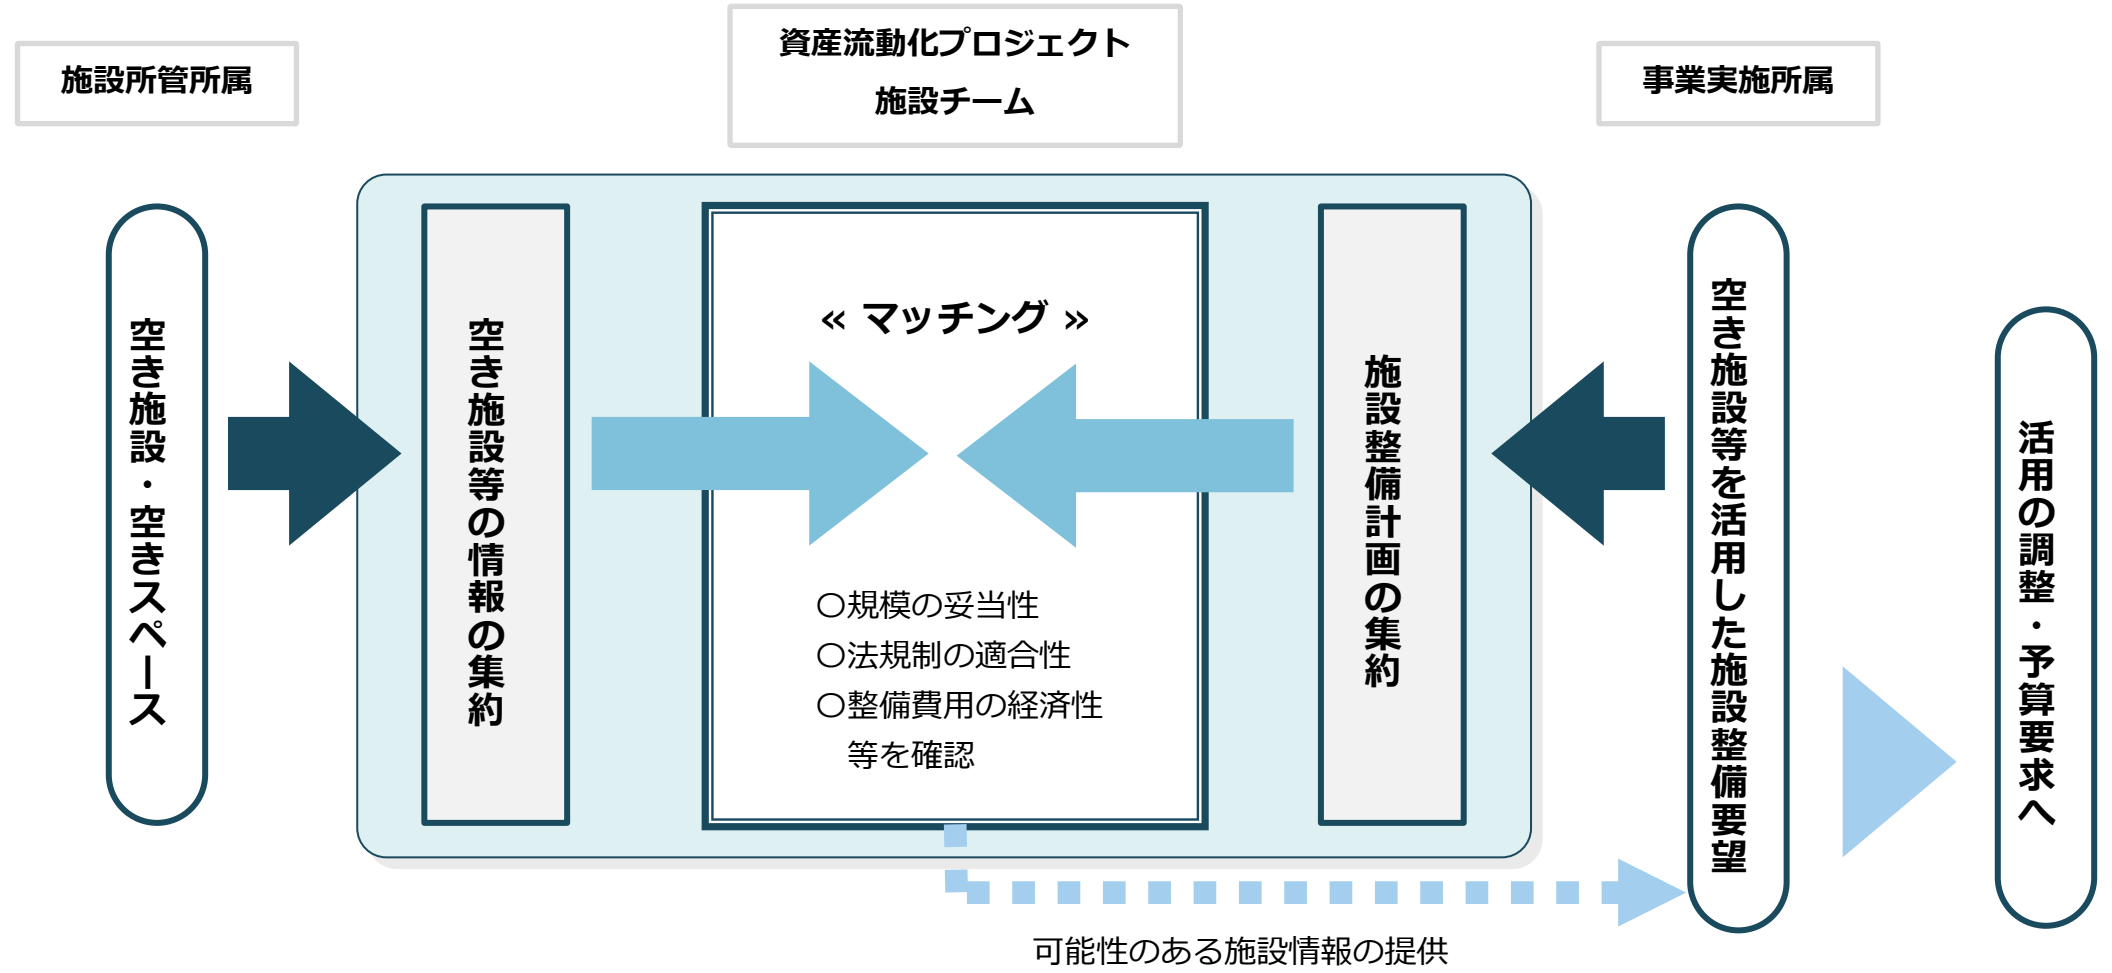 施設所管所属
資産流動化プロジェクト
施設チーム
事業実施所属
空き施設・空きスペース
空き施設等の情報の集約
« マッチング »
〇規模の妥当性
〇法規制の適合性
〇整備費用の経済性
等を確認
施設整備計画の集約
空き施設等を活用した施設整備要望
活用の調整・予算要求へ
可能性のある施設情報の提供